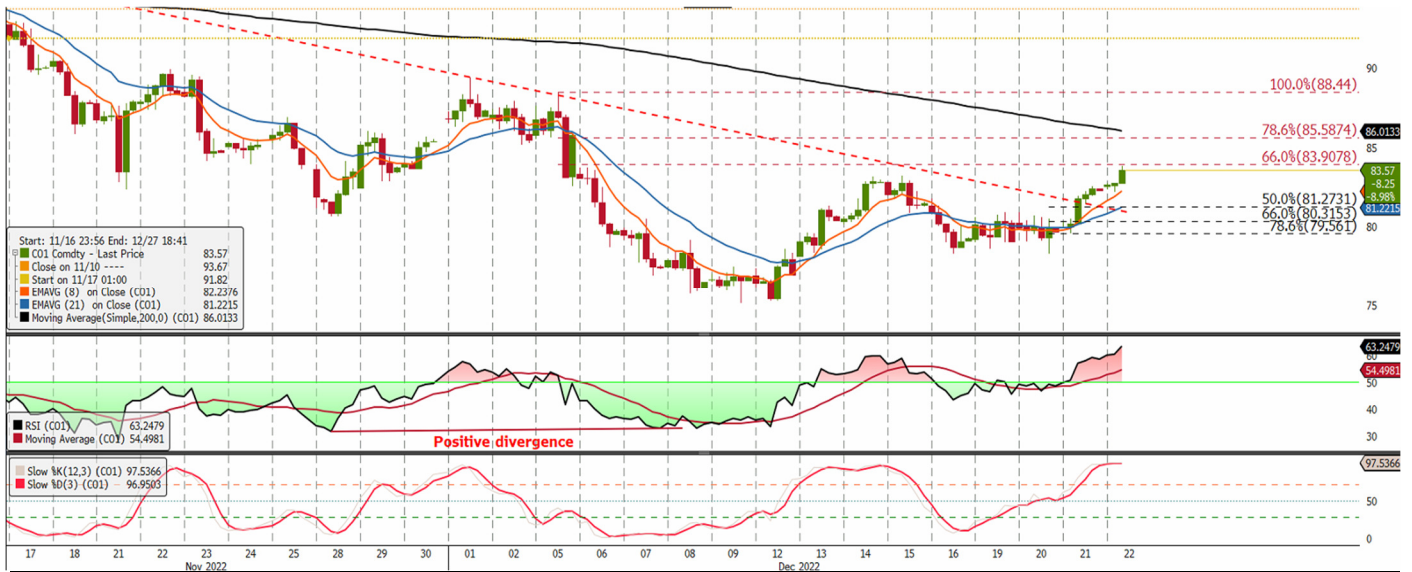 90
85
80
75
100.0%(88.44)
78.6%(85.5874)
66.0%(83.9078)
50.0%(81.2731)
66.0%(80.3153)
78.6%(79.561)
86.0133
83.57
-8.25
-8.98%
81.2215
Start: 11/16 23:56 End: 12/27 18:41
CO1 Comdty - Last Price 83.57
Close on 11/10 ---- 93.67
Start on 11/17 01:00 91.82
EMAVG (8) on Close (CO1) 82.2376
EMAVG (21) on Close (CO1) 81.2215
Moving Average(Simple,200,0) (CO1) 86.0133
63.2479
60
54.4981
50
40
30
RSI (CO1) 63.2479
Moving Average (CO1) 54.4981
Positive divergence
Slow %K(12,3) (CO1) 97.5366
Slow %D(3) (CO1) 96.9503
97.5366
50
0
17 18 21 22 23 24 25 28 29 30 01 02 05 06 07 08 09 12 13 14 15 16 19 20 21 22
Nov 2022 Dec 2022